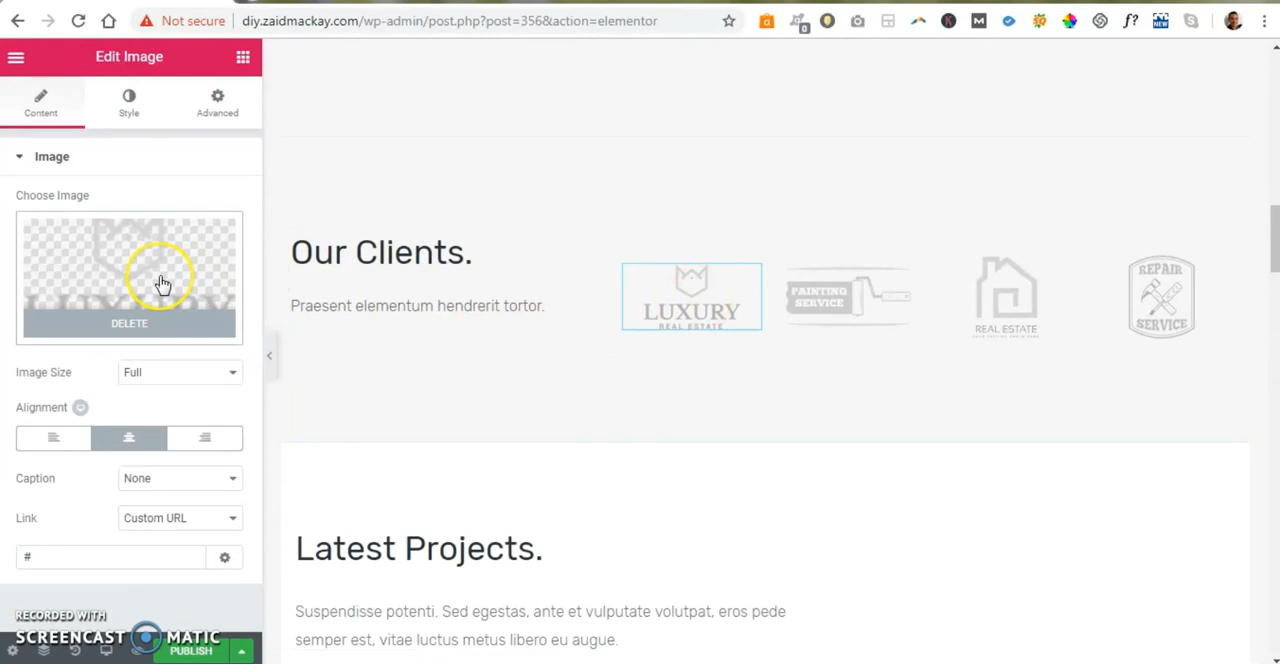 Not secure diy.zaidmackay.com/wp-admin/post.php?post=356&action=elementor
Edit Image
Content Style Advanced
Image
Choose Image
LUXURY
DELETE
Image Size Full
Alignment
Caption None
Link Custom URL
#
RECORDED WITH
SCREENCAST MATIC
PUBLISH
Our Clients.
Praesent elementum hendrerit tortor.
LUXURY
REAL ESTATE
PAINTING
SERVICE
REAL ESTATE
REPAIR
SERVICE
Latest Projects.
Suspendisse potenti. Sed egestas, ante et vulputate volutpat, eros pede
semper est, vitae luctus metus libero eu augue.
0
M
K
f?
NEW